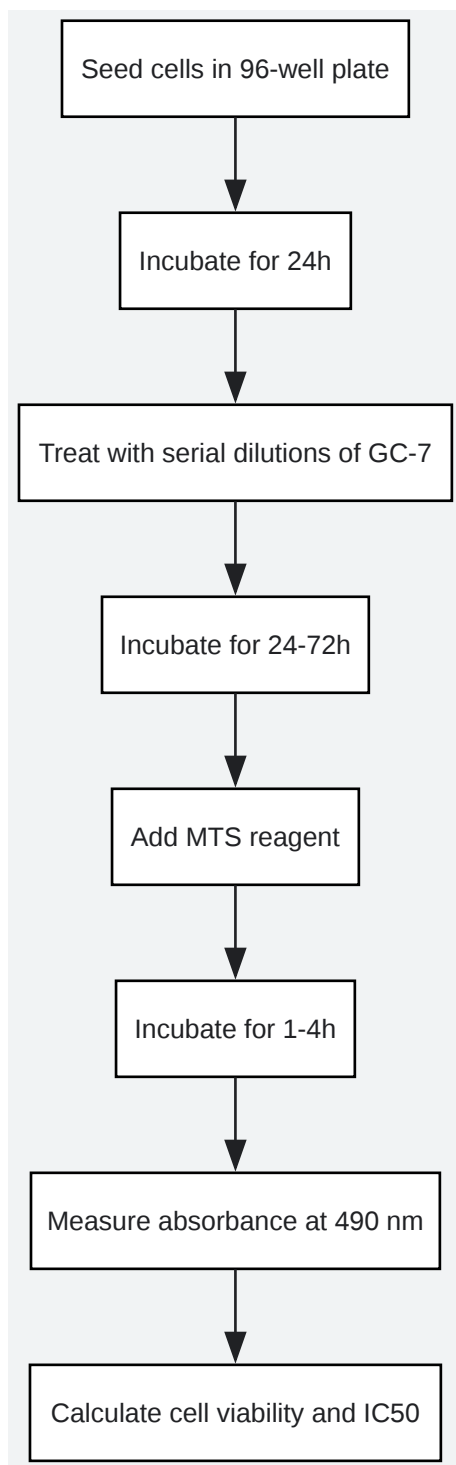 Seed cells in 96-well plate
Incubate for 24h
Treat with serial dilutions of GC-7
Incubate for 24-72h
Add MTS reagent
Incubate for 1-4h
Measure absorbance at 490 nm
Calculate cell viability and IC50